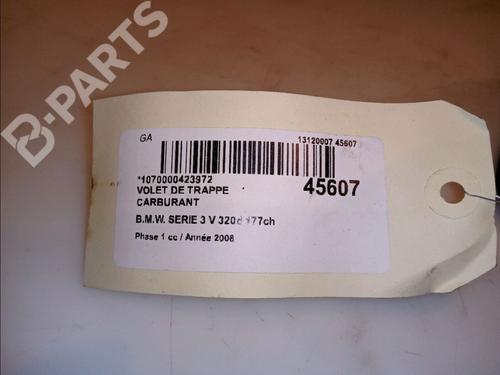 B-PARTS
GA
13120007 45607
*1070000423972
45607
VOLET DE TRAPPE
CARBURANT
B.M.W. SERIE 3 V 320d 177ch
Phase 1 cc / Année 2008